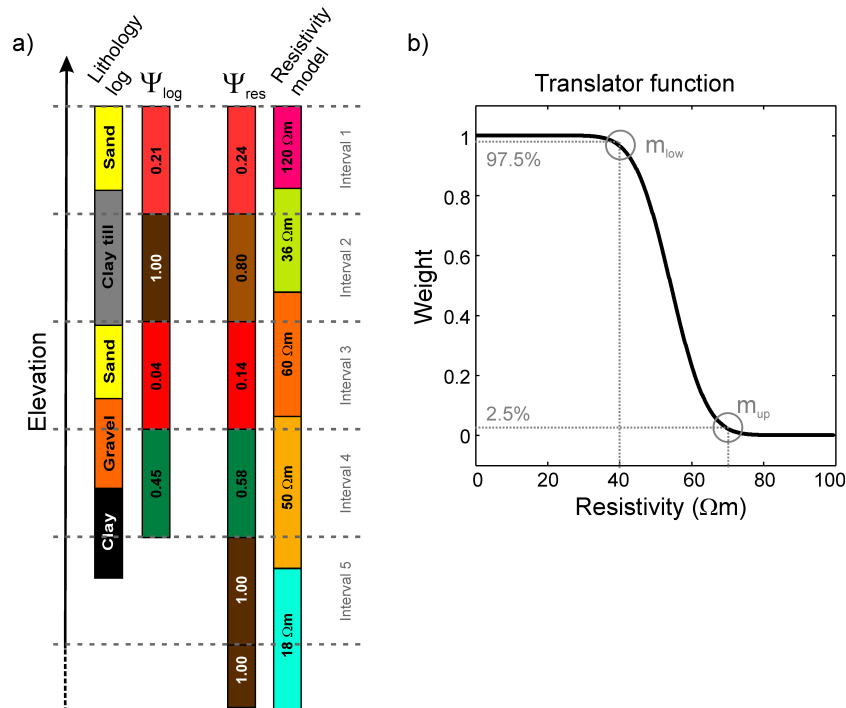 a)
Lithology
log
Ψlog
Ψres
Resistivity
model
Elevation
Sand
Clay till
Sand
Gravel
Clay
0.21
1.00
0.04
0.45
0.24
0.80
0.14
0.58
1.00
1.00
120 Ωm
36 Ωm
60 Ωm
50 Ωm
18 Ωm
Interval 1
Interval 2
Interval 3
Interval 4
Interval 5
b)
Translator function
Weight
1
0.8
0.6
0.4
0.2
0
97.5%
mlow
2.5%
mup
0 20 40 60 80 100
Resistivity (Ωm)